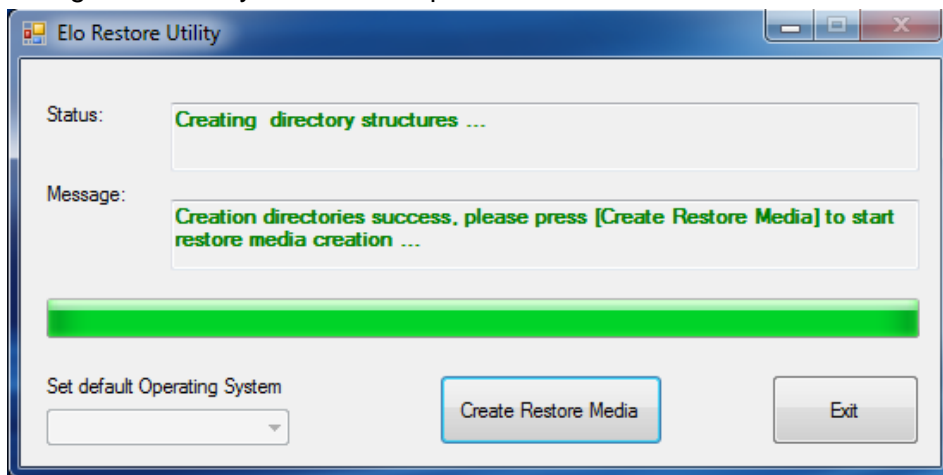 Elo Restore Utility
Status:
Creating  directory structures ...
Message:
Creation directories success, please press [Create Restore Media] to start
restore media creation ...
Set default Operating System
Create Restore Media
Exit